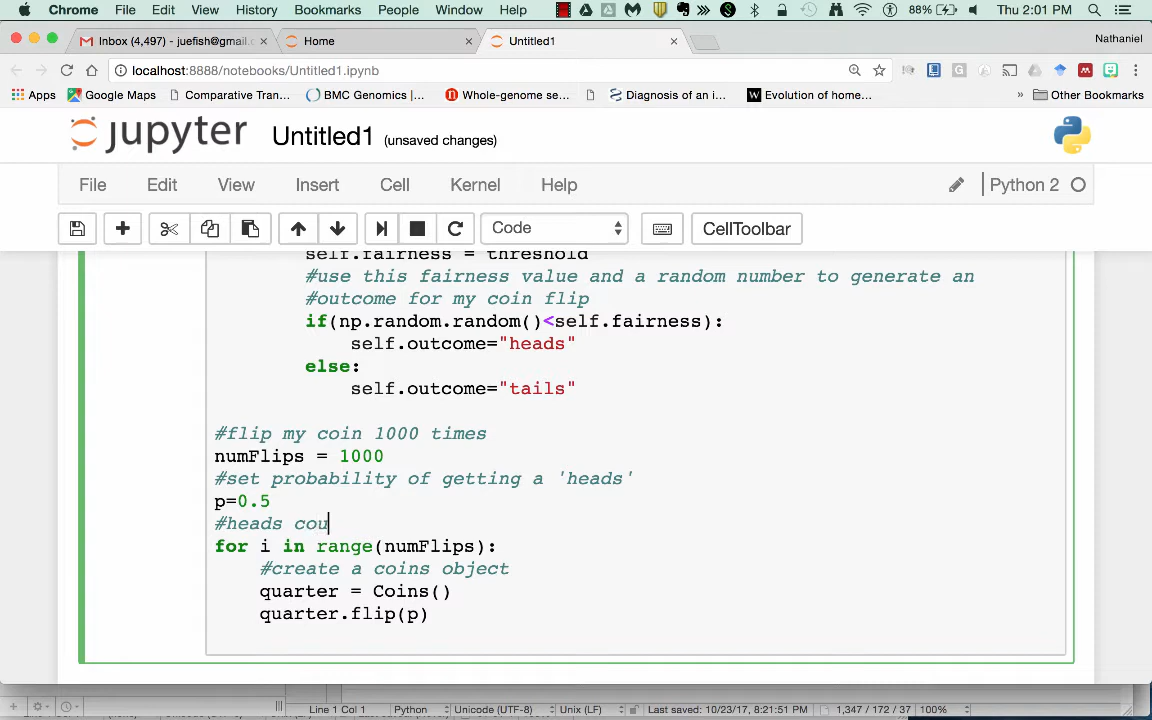 Chrome File Edit View History Bookmarks People Window Help 88% Thu 2:01 PM
Inbox (4,497) - juefish@gmail.c Home Untitled1 Nathaniel
localhost:8888/notebooks/Untitled1.ipynb
Apps Google Maps Comparative Tran... BMC Genomics |... Whole-genome se... Diagnosis of an i... Evolution of home... » Other Bookmarks
jupyter Untitled1 (unsaved changes)
File Edit View Insert Cell Kernel Help Python 2
Code CellToolbar
self.fairness = threshold
#use this fairness value and a random number to generate an
#outcome for my coin flip
if(np.random.random()<self.fairness):
self.outcome="heads"
else:
self.outcome="tails"
#flip my coin 1000 times
numFlips = 1000
#set probability of getting a 'heads'
p=0.5
#heads cou
for i in range(numFlips):
#create a coins object
quarter = Coins()
quarter.flip(p)
Line 1 Col 1 Python Unicode (UTF-8) Unix (LF) Last saved: 10/23/17, 8:21:51 PM 1,347 / 172 / 37 100%